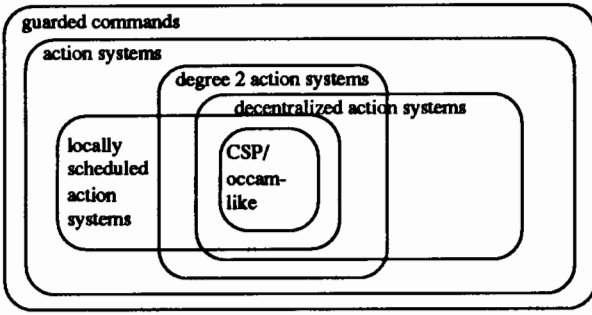 guarded commands
action systems
degree 2 action systems
decentralized action systems
locally
scheduled
action
systems
CSP/
occam-
like